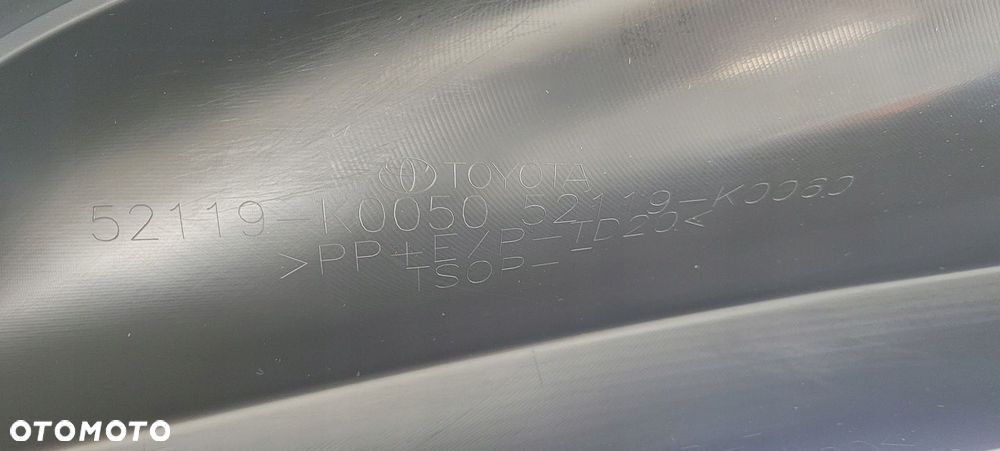 TOYOTA
52119-K0050 52119-K0060
>PP+E/P-TD20<
TSOP-
OTOMOTO